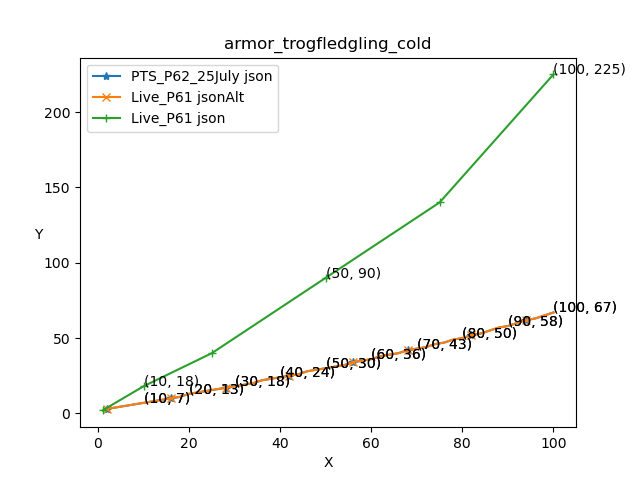 armor_trogfledgling_cold
PTS_P62_25July json
Live_P61 jsonAlt
Live_P61 json
(100, 225)
(50, 90)
(10, 18)
(10, 7)
(20, 13)
(30, 18)
(40, 24)
(50, 30)
(60, 36)
(70, 43)
(80, 50)
(90, 58)
(100, 67)
Y
200
150
100
50
0
0 20 40 60 80 100
X